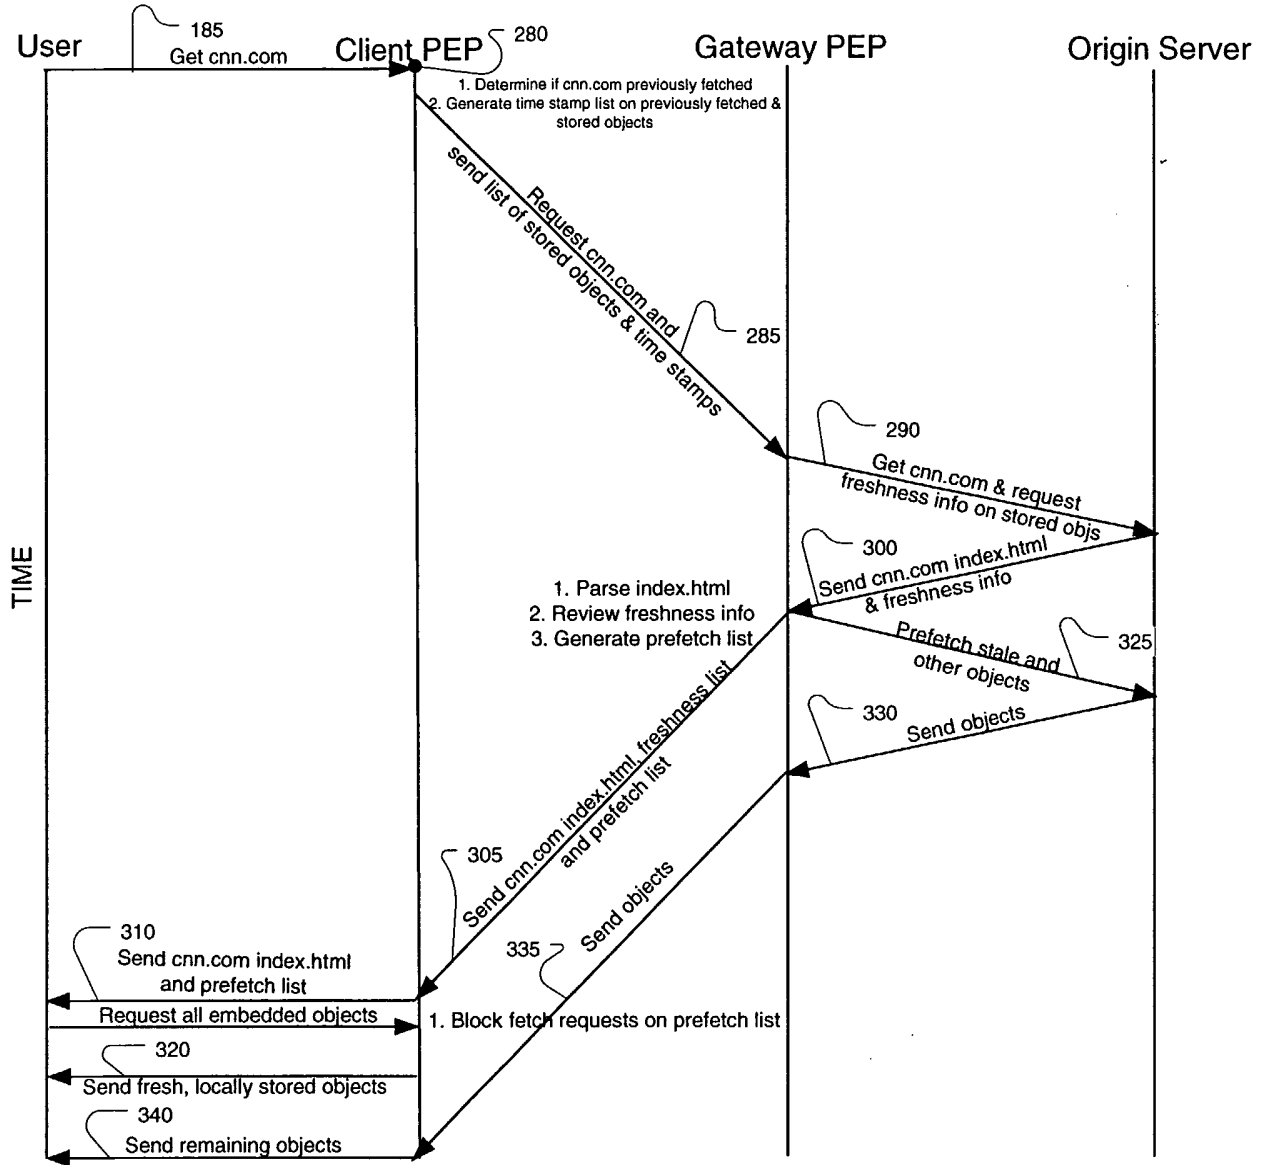 User
Client PEP
Gateway PEP
Origin Server
185
Get cnn.com
280
1. Determine if cnn.com previously fetched
2. Generate time stamp list on previously fetched &
stored objects
Request cnn.com and
send list of stored objects & time stamps
285
290
Get cnn.com & request
freshness info on stored objs
300
Send cnn.com index.html
& freshness info
TIME
1. Parse index.html
2. Review freshness info
3. Generate prefetch list
325
Prefetch stale and
other objects
330
Send objects
Send cnn.com index.html, freshness list
and prefetch list
305
335
Send objects
310
Send cnn.com index.html
and prefetch list
Request all embedded objects
1. Block fetch requests on prefetch list
320
Send fresh, locally stored objects
340
Send remaining objects